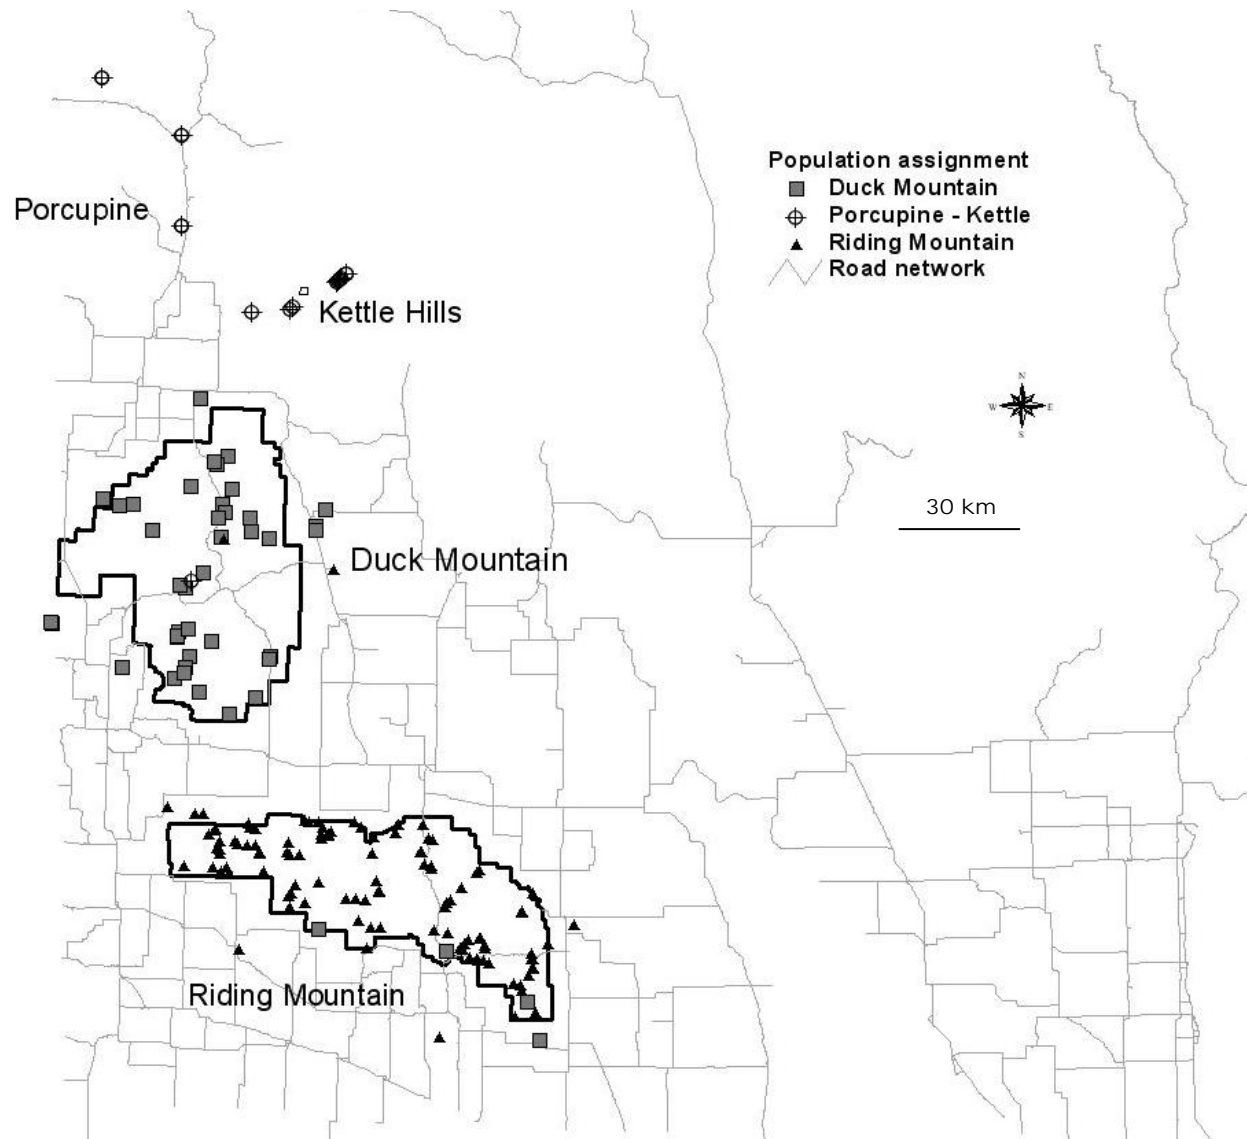 Population assignment
Duck Mountain
Porcupine - Kettle
Riding Mountain
Road network
Porcupine
Kettle Hills
N
W
E
S
30 km
Duck Mountain
Riding Mountain